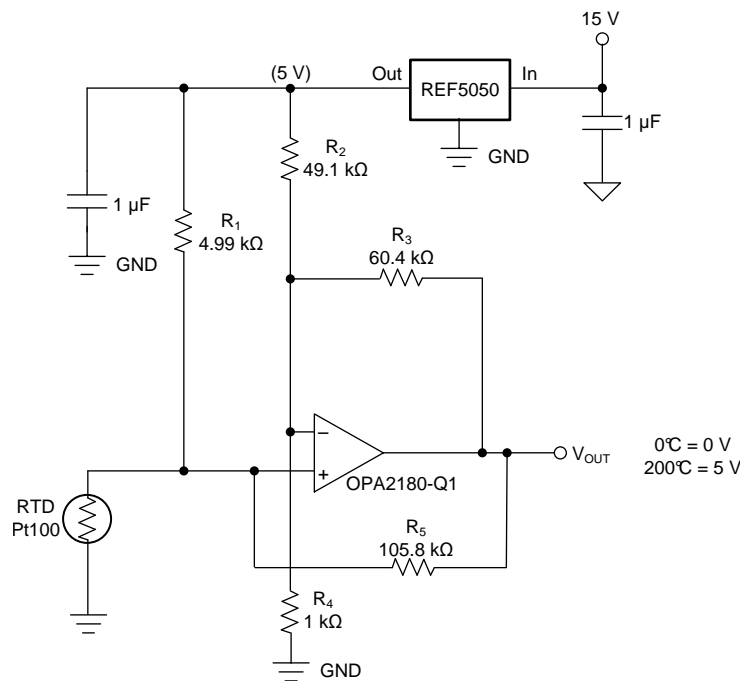 15 V
(5 V)
Out
REF5050
In
1 µF
GND
R2
49.1 kΩ
1 µF
R1
4.99 kΩ
R3
60.4 kΩ
GND
–
+
OPA2180-Q1
VOUT
0°C = 0 V
200°C = 5 V
RTD
Pt100
R5
105.8 kΩ
R4
1 kΩ
GND